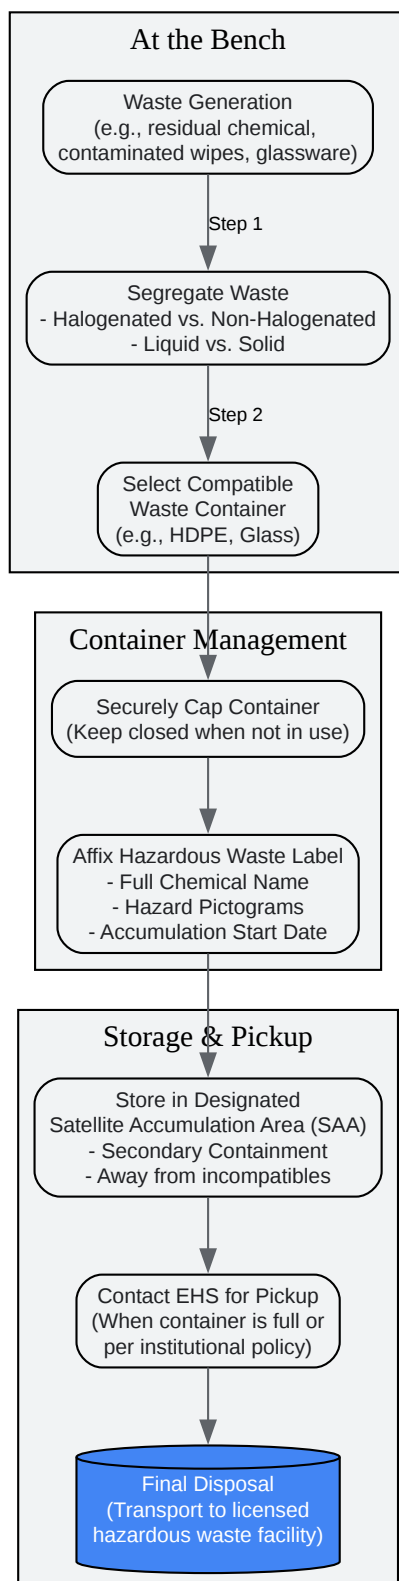 At the Bench
Waste Generation
(e.g., residual chemical,
contaminated wipes, glassware)
Step 1
Segregate Waste
- Halogenated vs. Non-Halogenated
- Liquid vs. Solid
Step 2
Select Compatible
Waste Container
(e.g., HDPE, Glass)
Container Management
Securely Cap Container
(Keep closed when not in use)
Affix Hazardous Waste Label
- Full Chemical Name
- Hazard Pictograms
- Accumulation Start Date
Storage & Pickup
Store in Designated
Satellite Accumulation Area (SAA)
- Secondary Containment
- Away from incompatibles
Contact EHS for Pickup
(When container is full or
per institutional policy)
Final Disposal
(Transport to licensed
hazardous waste facility)